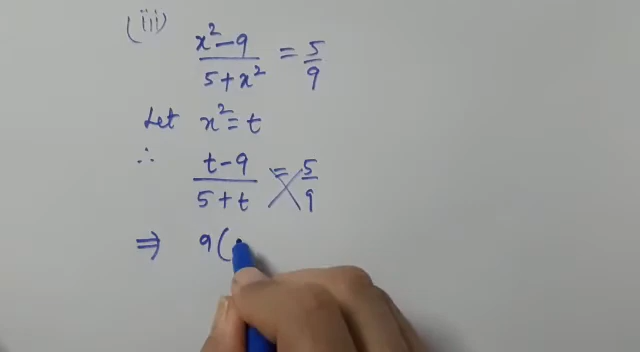 (iii)
x²-9 / 5+x² = 5/9
Let x² = t
∴ t-9 / 5+t = 5/9
⇒ 9(